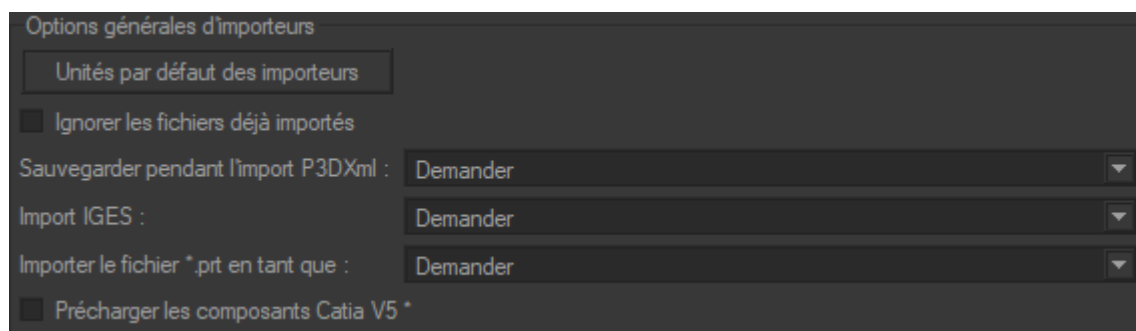 Options générales d'importeurs
Unités par défaut des importeurs
Ignorer les fichiers déjà importés
Sauvegarder pendant l'import P3DXml : Demander
Import IGES : Demander
Importer le fichier *.prt en tant que : Demander
Précharger les composants Catia V5 *